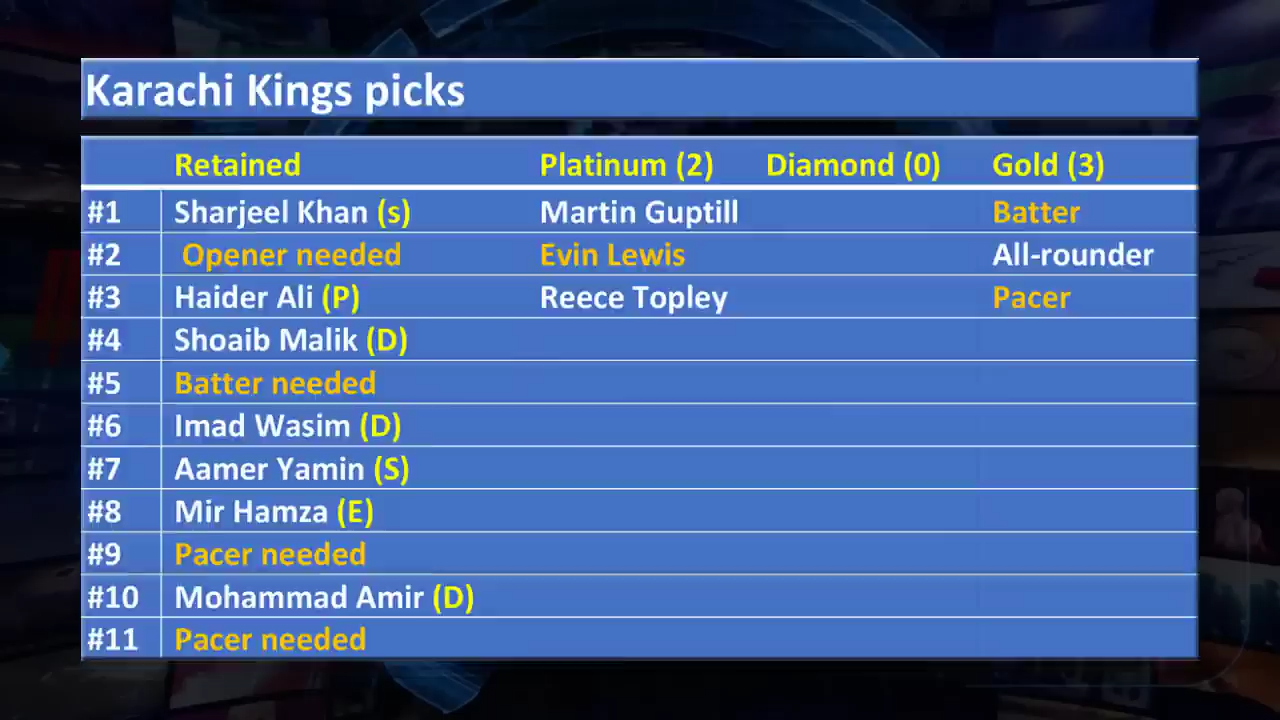 Karachi Kings picks
Retained Platinum (2) Diamond (0) Gold (3)
#1 Sharjeel Khan (s) Martin Guptill Batter
#2 Opener needed Evin Lewis All-rounder
#3 Haider Ali (P) Reece Topley Pacer
#4 Shoaib Malik (D)
#5 Batter needed
#6 Imad Wasim (D)
#7 Aamer Yamin (S)
#8 Mir Hamza (E)
#9 Pacer needed
#10 Mohammad Amir (D)
#11 Pacer needed